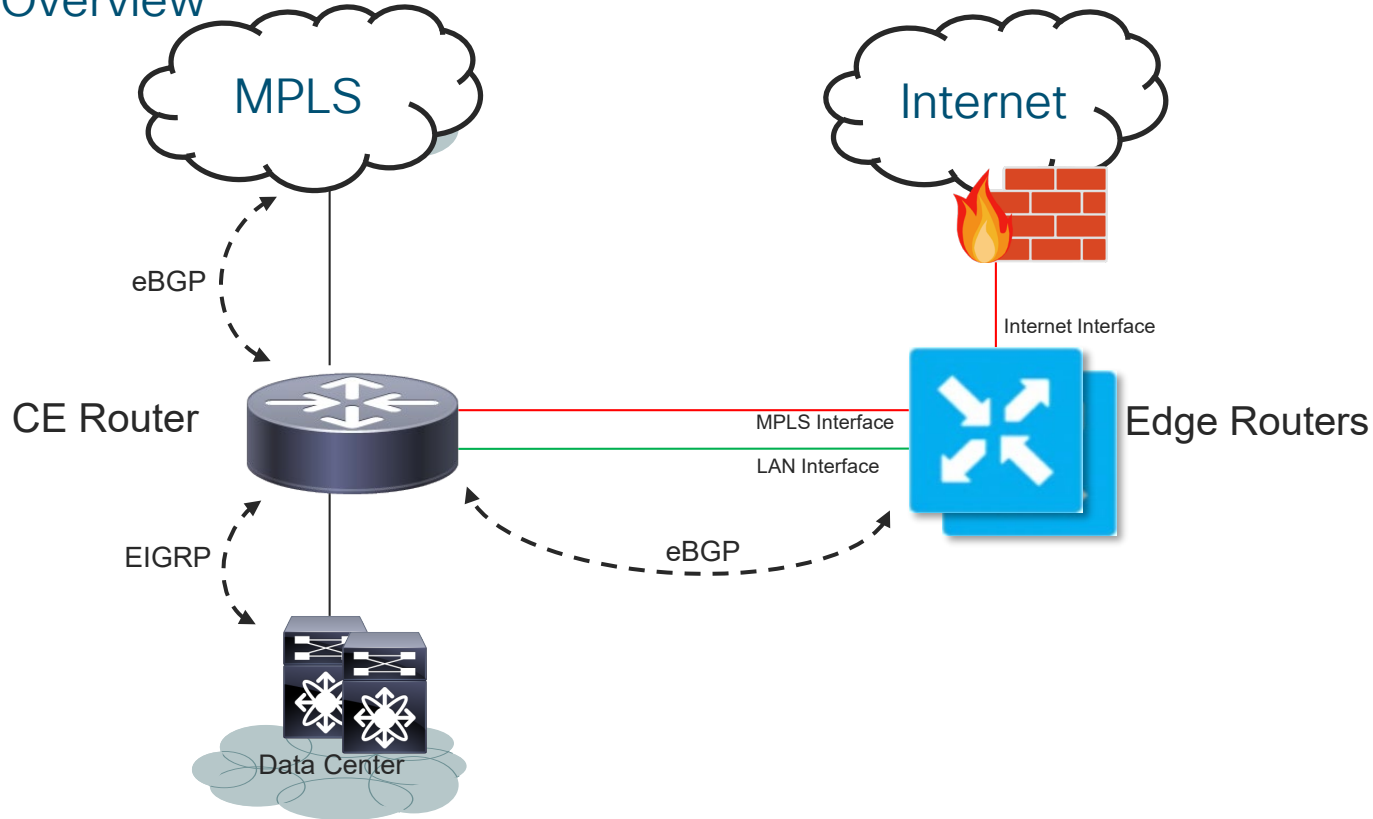 Overview
MPLS
Internet
eBGP
Internet Interface
CE Router
MPLS Interface
LAN Interface
Edge Routers
EIGRP
eBGP
Data Center